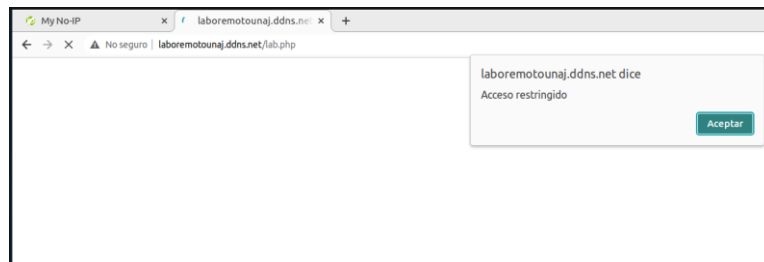 My No-IP
laboremotounaj.ddns.ne
No seguro | laboremotounaj.ddns.net/lab.php
laboremotounaj.ddns.net dice
Acceso restringido
Aceptar